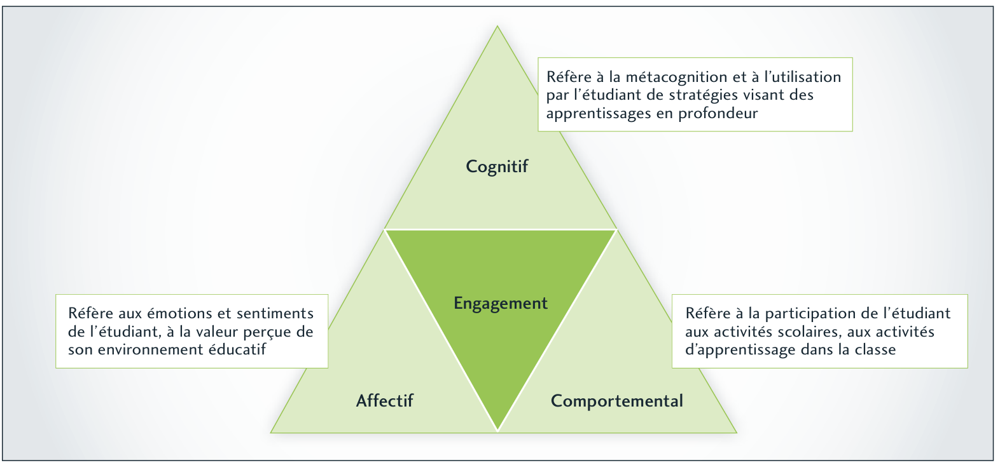 Réfère à la métacognition et à l’utilisation
par l’étudiant de stratégies visant des
apprentissages en profondeur
Cognitif
Engagement
Réfère aux émotions et sentiments
de l’étudiant, à la valeur perçue de
son environnement éducatif
Réfère à la participation de l’étudiant
aux activités scolaires, aux activités
d’apprentissage dans la classe
Affectif
Comportemental